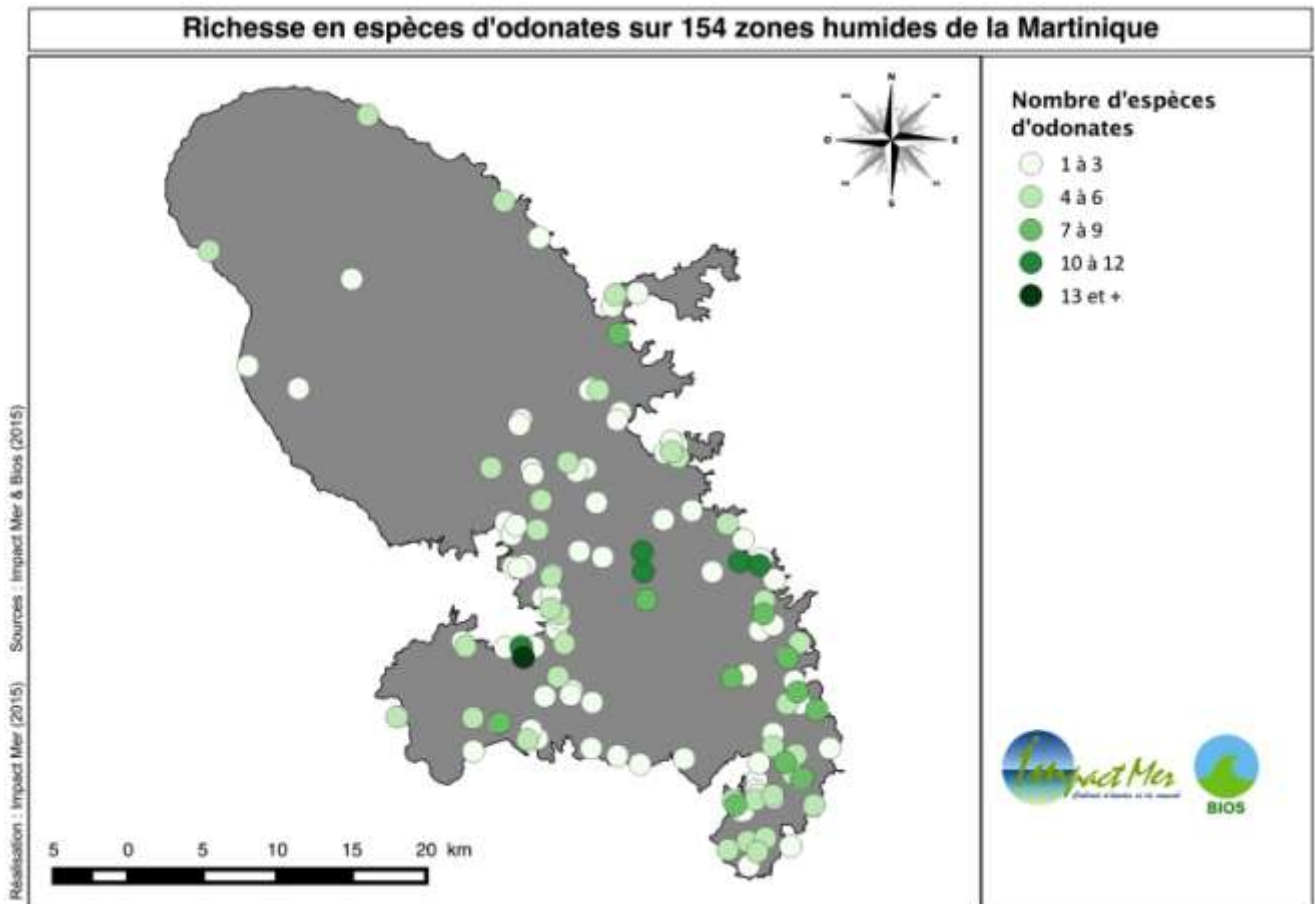 Richesse en espèces d'odonates sur 154 zones humides de la Martinique
N
O
E
S
Nombre d'espèces
d'odonates
1 à 3
4 à 6
7 à 9
10 à 12
13 et +
Impact Mer
BIOS
5 0 5 10 15 20 km
Réalisation : Impact Mer (2015) Sources : Impact Mer & Bios (2015)